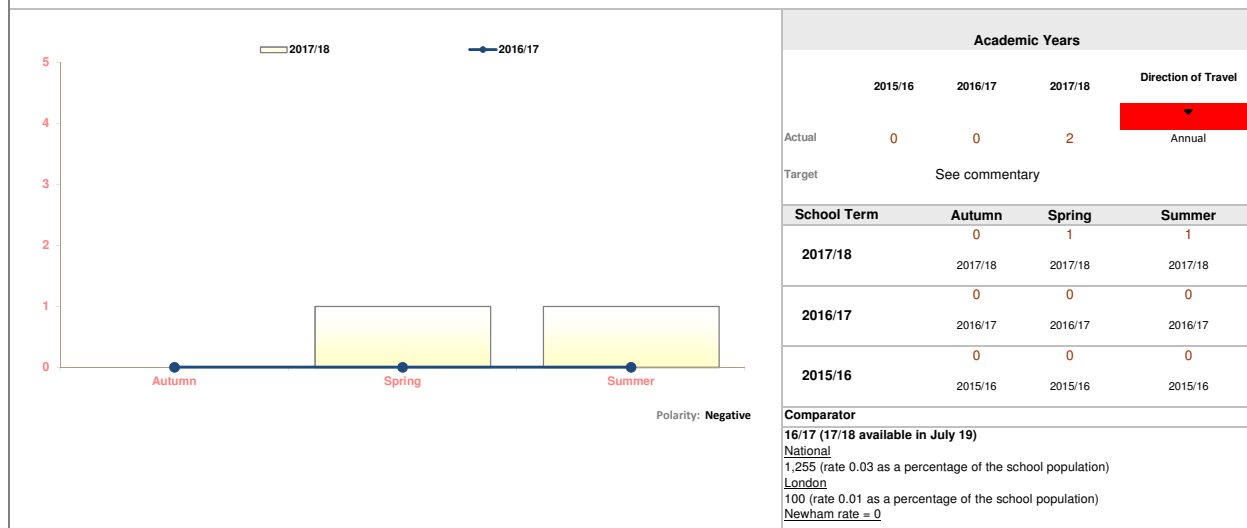 2017/18 2016/17
5
4
3
2
1
0
Autumn Spring Summer
Polarity: Negative
Academic Years
2015/16 2016/17 2017/18 Direction of Travel
Actual 0 0 2 Annual
Target See commentary
School Term Autumn Spring Summer
2017/18 0 1 1
2017/18 2017/18 2017/18
2016/17 0 0 0
2016/17 2016/17 2016/17
2015/16 0 0 0
2015/16 2015/16 2015/16
Comparator
16/17 (17/18 available in July 19)
National
1,255 (rate 0.03 as a percentage of the school population)
London
100 (rate 0.01 as a percentage of the school population)
Newham rate = 0